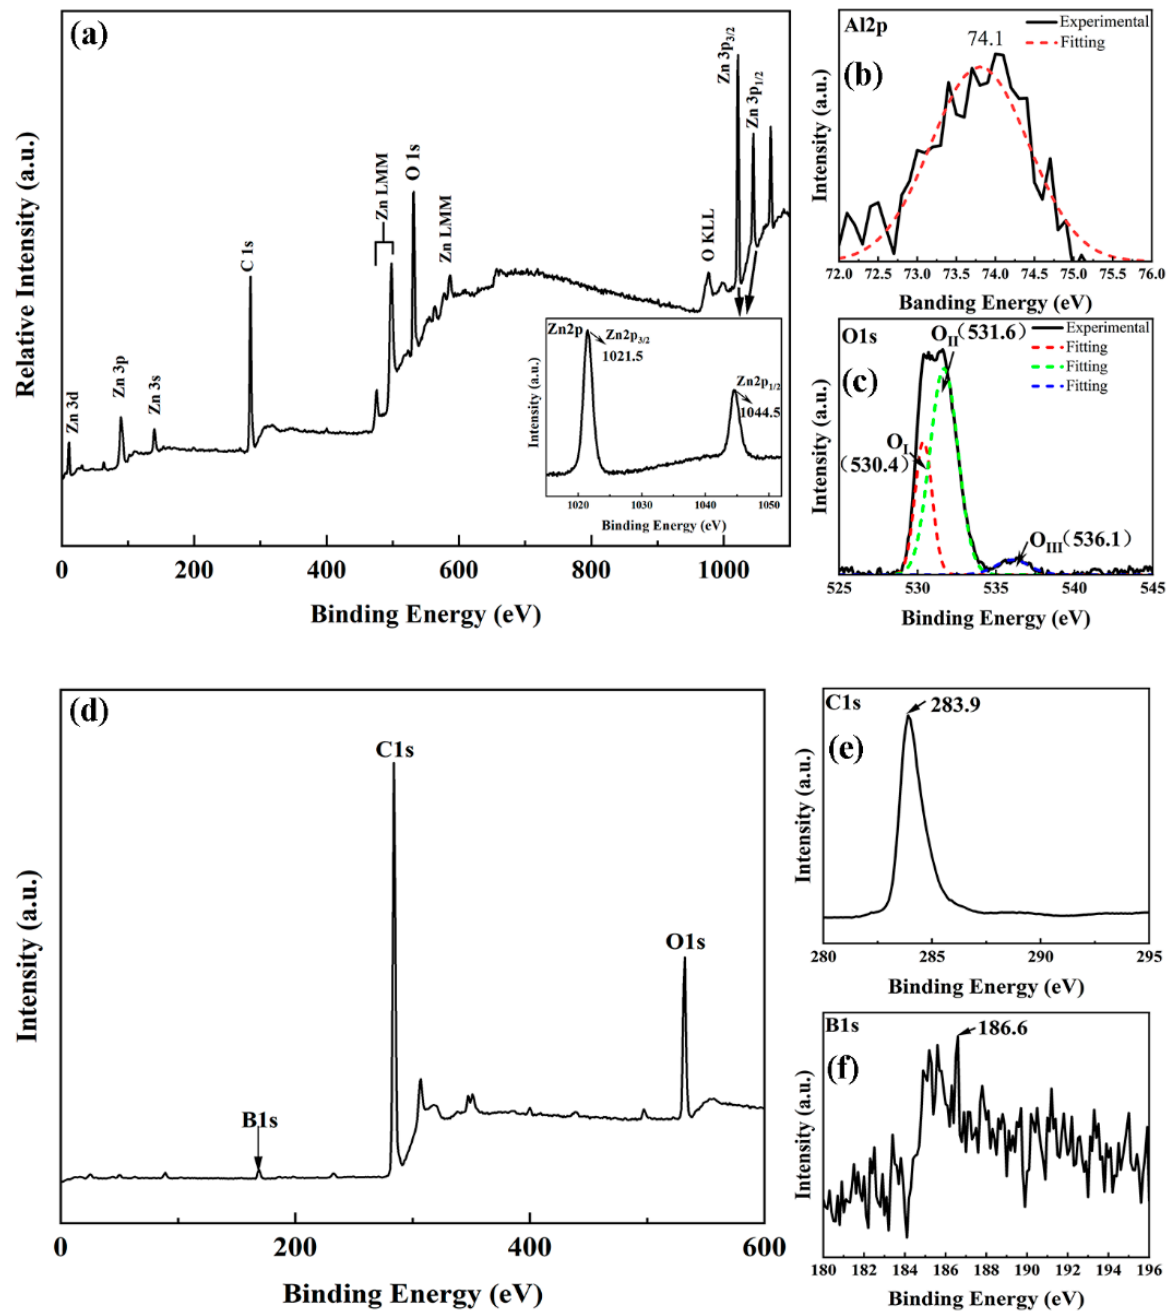 (a)
Zn 3d
Zn 3p
Zn 3s
C 1s
Zn LMM
O 1s
Zn LMM
O KLL
Zn 3p3/2
Zn 3p1/2
Relative Intensity (a.u.)
0 200 400 600 800 1000
Binding Energy (eV)
Zn2p
Zn2p3/2
1021.5
Zn2p1/2
1044.5
Intensity (a.u.)
1020 1030 1040 1050
Binding Energy (eV)
Al2p
74.1
Experimental
Fitting
(b)
Intensity (a.u.)
72.0 72.5 73.0 73.5 74.0 74.5 75.0 75.5 76.0
Banding Energy (eV)
O1s
OII(531.6)
Experimental
Fitting
Fitting
Fitting
(c)
OI
(530.4)
OIII(536.1)
Intensity (a.u.)
525 530 535 540 545
Binding Energy (eV)
(d)
C1s
O1s
B1s
Intensity (a.u.)
0 200 400 600
Binding Energy (eV)
C1s
283.9
(e)
Intensity (a.u.)
280 285 290 295
Binding Energy (eV)
B1s
186.6
(f)
Intensity (a.u.)
180 182 184 186 188 190 192 194 196
Binding Energy (eV)